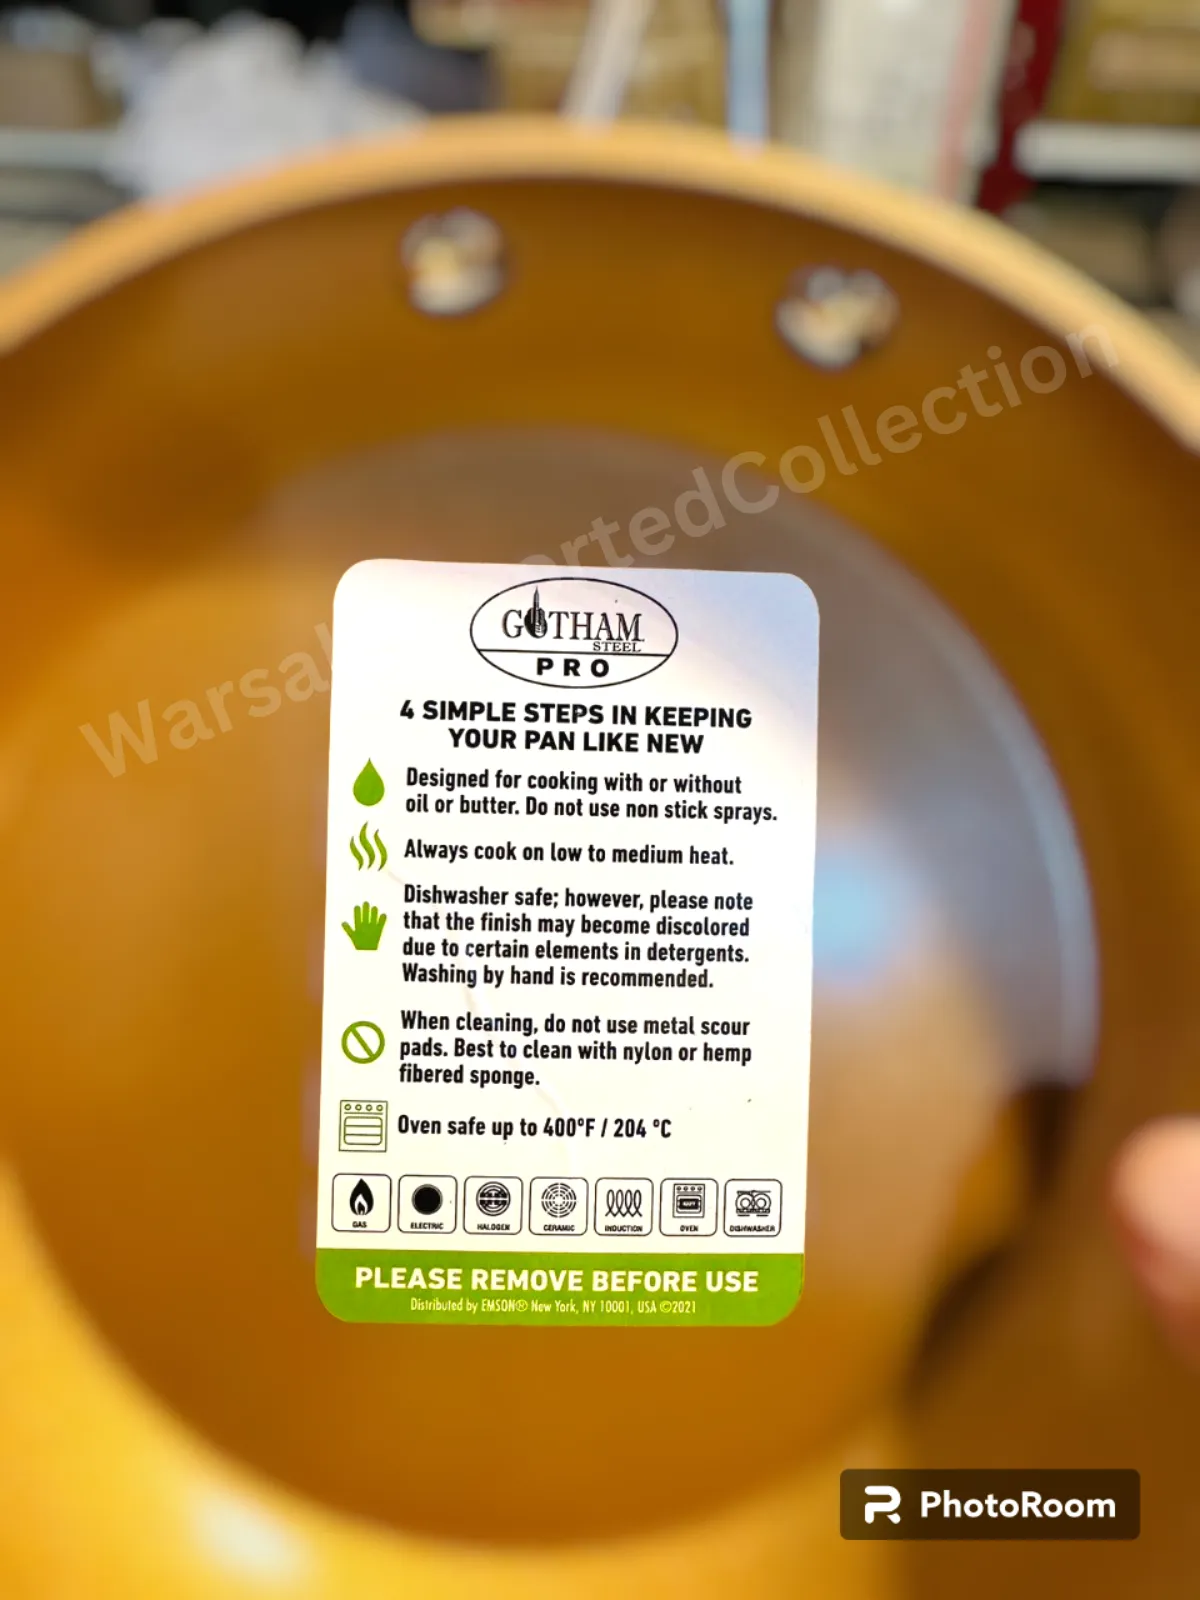 GOTHAM
STEEL
PRO
4 SIMPLE STEPS IN KEEPING
YOUR PAN LIKE NEW
Designed for cooking with or without
oil or butter. Do not use non stick sprays.
Always cook on low to medium heat.
Dishwasher safe; however, please note
that the finish may become discolored
due to certain elements in detergents.
Washing by hand is recommended.
When cleaning, do not use metal scour
pads. Best to clean with nylon or hemp
fibered sponge.
Oven safe up to 400°F / 204 °C
GAS ELECTRIC HALOGEN CERAMIC INDUCTION OVEN DISHWASHER
PLEASE REMOVE BEFORE USE
Distributed by EMSON® New York, NY 10001, USA ©2021
PhotoRoom